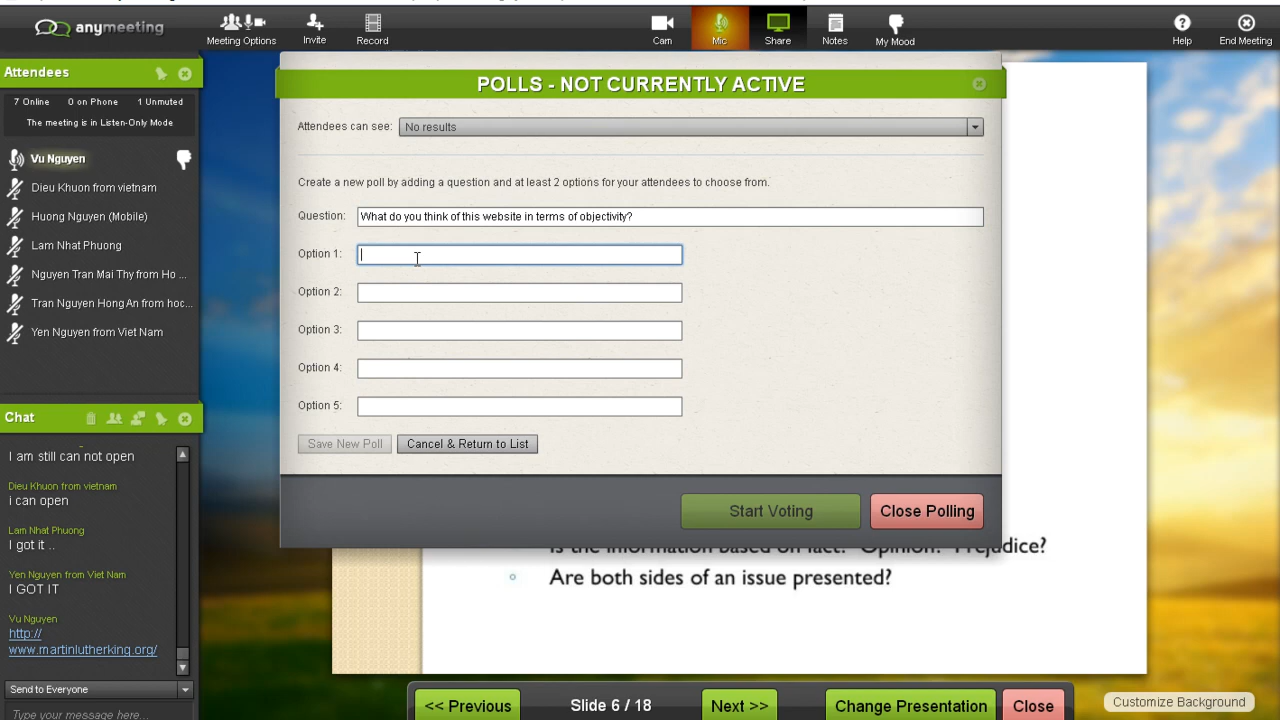 anymeeting
Meeting Options
Invite
Record
Cam
Mic
Share
Notes
My Mood
Help
End Meeting
Attendees
7 Online 0 on Phone 1 Unmuted
The meeting is in Listen-Only Mode
Vu Nguyen
Dieu Khuon from vietnam
Huong Nguyen (Mobile)
Lam Nhat Phuong
Nguyen Tran Mai Thy from Ho ...
Tran Nguyen Hong An from hoc...
Yen Nguyen from Viet Nam
Chat
I am still can not open
Dieu Khuon from vietnam
i can open
Lam Nhat Phuong
I got it ..
Yen Nguyen from Viet Nam
I GOT IT
Vu Nguyen
http://
www.martinlutherking.org/
Send to Everyone
Type your message here...
POLLS - NOT CURRENTLY ACTIVE
Attendees can see: No results
Create a new poll by adding a question and at least 2 options for your attendees to choose from.
Question: What do you think of this website in terms of objectivity?
Option 1:
Option 2:
Option 3:
Option 4:
Option 5:
Save New Poll Cancel & Return to List
Start Voting Close Polling
Is the information based on fact? Opinion? Prejudice?
Are both sides of an issue presented?
<< Previous Slide 6 / 18 Next >> Change Presentation Close
Customize Background